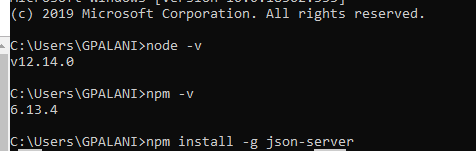 (c) 2019 Microsoft Corporation. All rights reserved.
C:\Users\GPALANI>node -v
v12.14.0
C:\Users\GPALANI>npm -v
6.13.4
C:\Users\GPALANI>npm install -g json-server